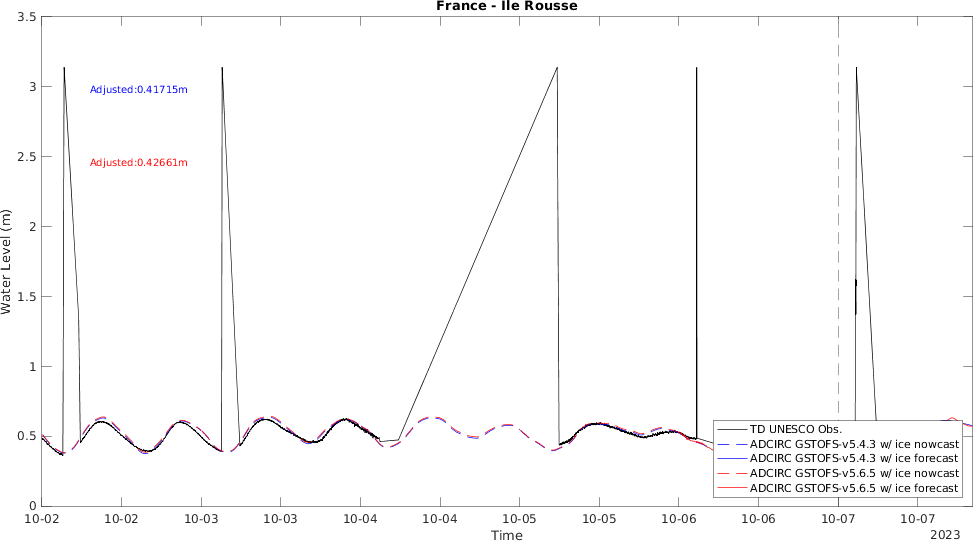 France - Ile Rousse
3.5
3
2.5
2
1.5
1
0.5
0
Water Level (m)
Adjusted:0.41715m
Adjusted:0.42661m
TD UNESCO Obs.
ADCIRC GSTOFS-v5.4.3 w/ ice nowcast
ADCIRC GSTOFS-v5.4.3 w/ ice forecast
ADCIRC GSTOFS-v5.6.5 w/ ice nowcast
ADCIRC GSTOFS-v5.6.5 w/ ice forecast
10-02 10-02 10-03 10-03 10-04 10-04 10-05 10-05 10-06 10-06 10-07 10-07
Time
2023